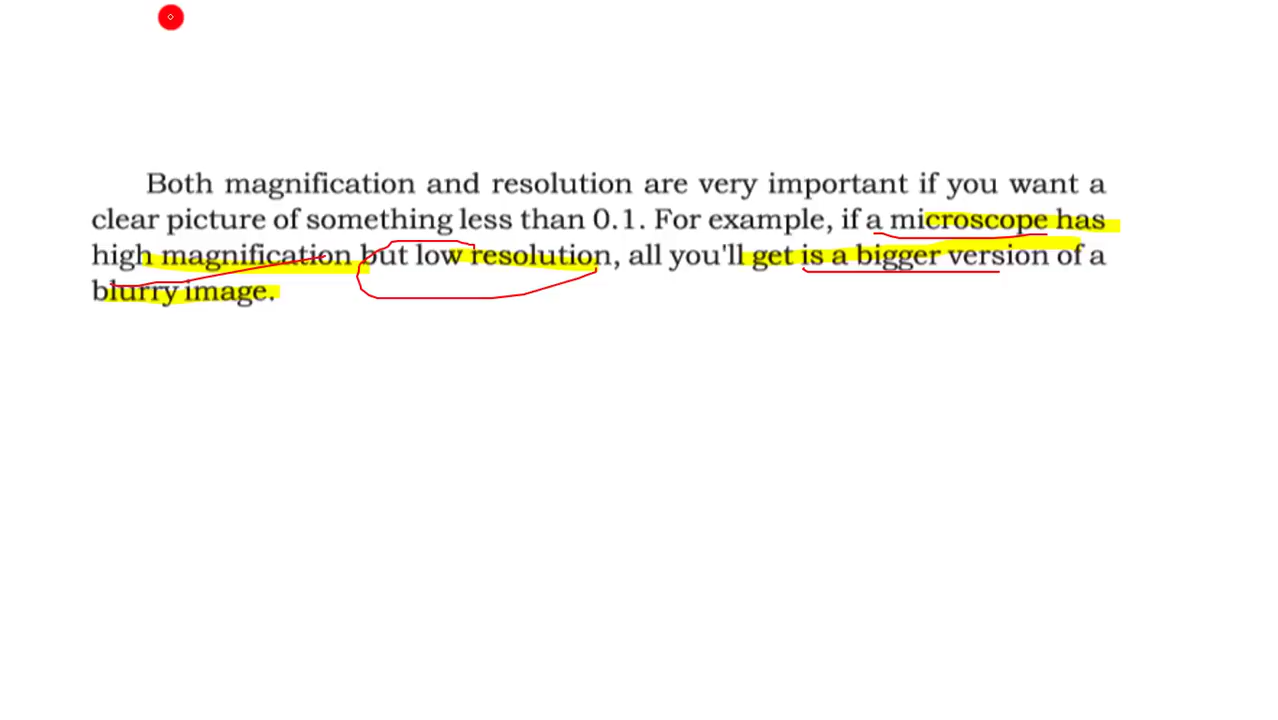 Both magnification and resolution are very important if you want a
clear picture of something less than 0.1. For example, if a microscope has
high magnification but low resolution, all you'll get is a bigger version of a
blurry image.